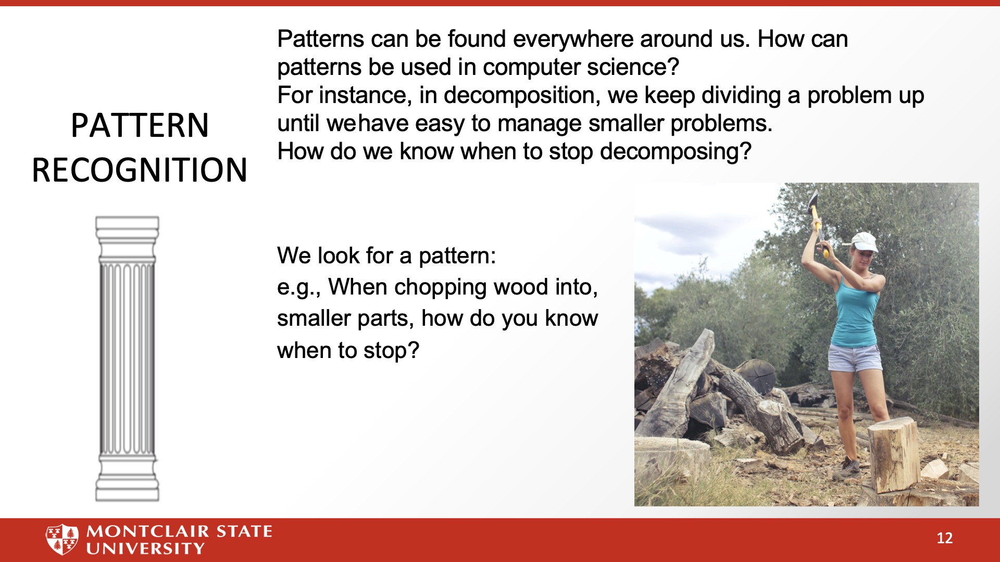 PATTERN
RECOGNITION
Patterns can be found everywhere around us. How can
patterns be used in computer science?
For instance, in decomposition, we keep dividing a problem up
until wehave easy to manage smaller problems.
How do we know when to stop decomposing?
We look for a pattern:
e.g., When chopping wood into,
smaller parts, how do you know
when to stop?
MONTCLAIR STATE
UNIVERSITY
12